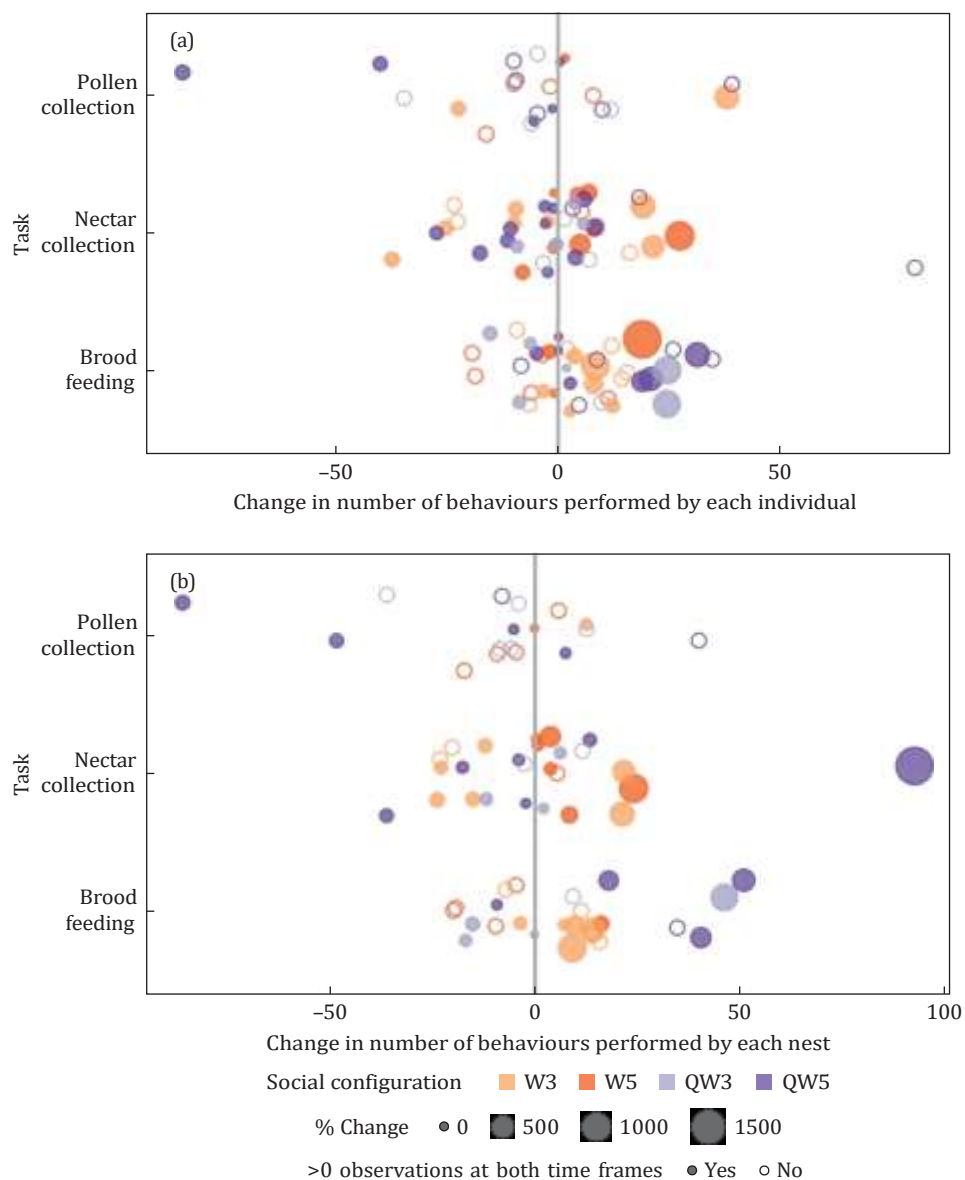 (a)
Pollen
collection
Nectar
collection
Brood
feeding
Task
−50 0 50
Change in number of behaviours performed by each individual
(b)
Pollen
collection
Nectar
collection
Brood
feeding
Task
−50 0 50 100
Change in number of behaviours performed by each nest
Social configuration W3 W5 QW3 QW5
% Change 0 500 1000 1500
>0 observations at both time frames Yes No